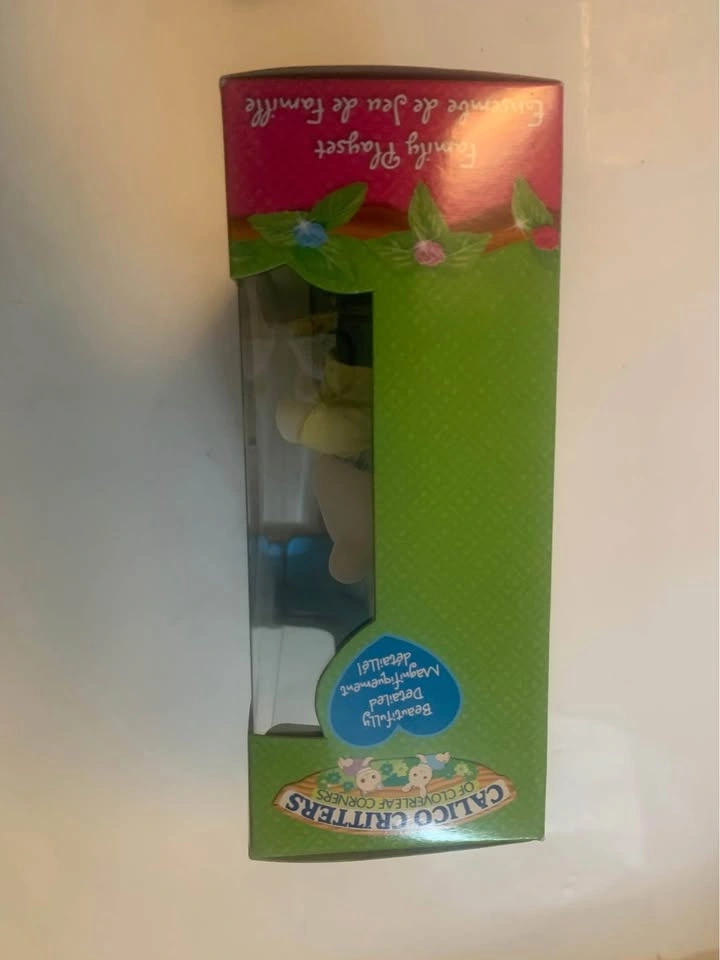 CALICO CRITTERS
OF CLOVERLEAF CORNERS
Beautifully
Detailed
Magnifiquement
détaillé!
Family Playset
Ensemble de Jeu de Famille